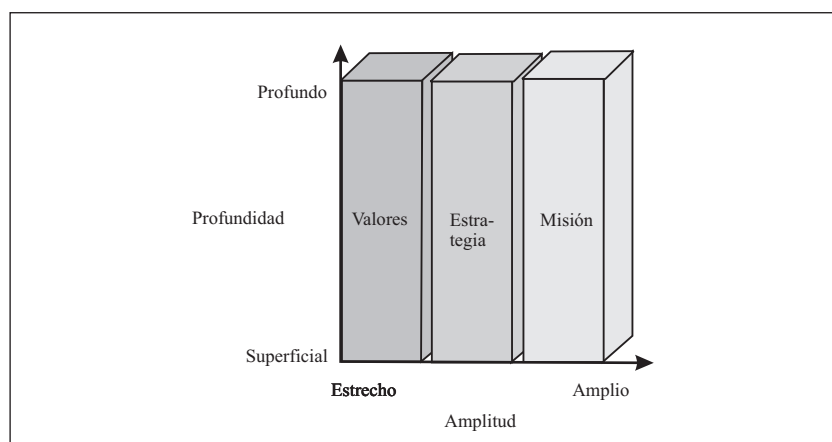 Profundo
Profundidad
Valores
Estra-
tegia
Misión
Superficial
Estrecho
Amplio
Amplitud